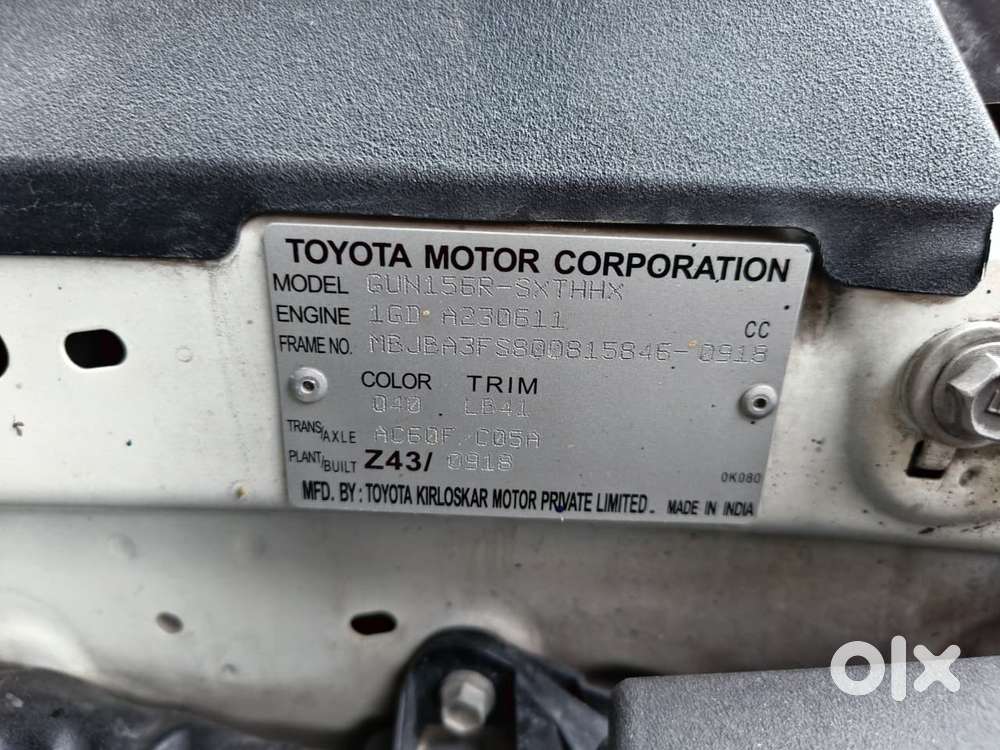 TOYOTA MOTOR CORPORATION
MODEL GUN156R-SXTHHX
ENGINE 1GD A230611 CC
FRAME NO. MBJBA3FS800815846-0918
COLOR TRIM
040 LB41
TRANS/AXLE AC60F/C05A
PLANT/BUILT Z43/ 0918
0K080
MFD. BY : TOYOTA KIRLOSKAR MOTOR PRIVATE LIMITED. MADE IN INDIA
olx